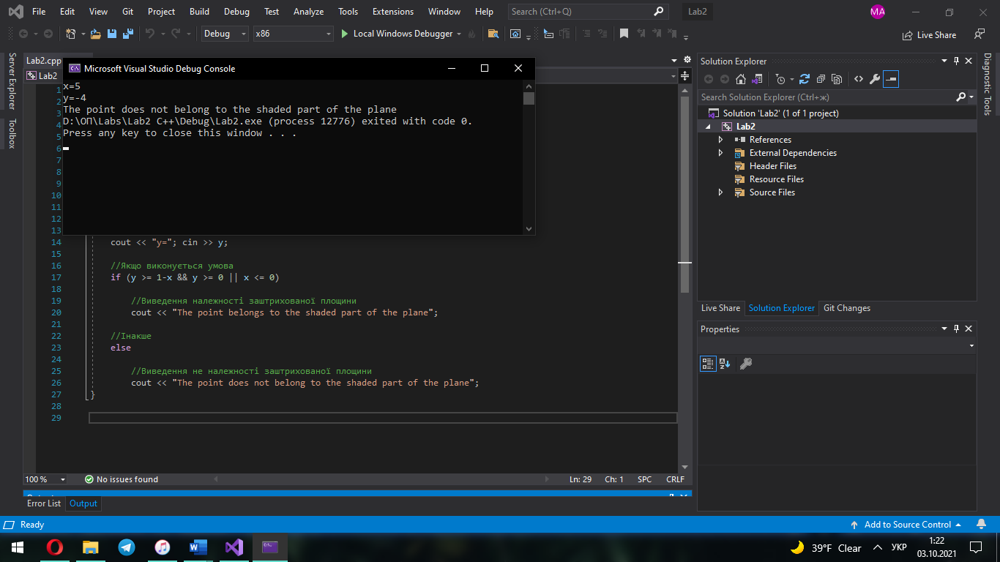 File Edit View Git Project Build Debug Test Analyze Tools Extensions Window Help Search (Ctrl+Q) Lab2 MA
Debug x86 Local Windows Debugger Live Share
Server Explorer
Toolbox
Lab2.cpp
Lab2
Microsoft Visual Studio Debug Console
x=5
y=-4
The point does not belong to the shaded part of the plane
D:\ОП\Labs\Lab2 C++\Debug\Lab2.exe (process 12776) exited with code 0.
Press any key to close this window . . .
1
2
3
4
5
6
7
8
9
10
11
12
13
14 cout << "y="; cin >> y;
15
16 //Якщо виконується умова
17 if (y >= 1-x && y >= 0 || x <= 0)
18
19 //Виведення належності заштрихованої площини
20 cout << "The point belongs to the shaded part of the plane";
21
22 //Інакше
23 else
24
25 //Виведення не належності заштрихованої площини
26 cout << "The point does not belong to the shaded part of the plane";
27 }
28
29
100 % No issues found Ln: 29 Ch: 1 SPC CRLF
Error List Output
Solution Explorer
Search Solution Explorer (Ctrl+ж)
Solution 'Lab2' (1 of 1 project)
Lab2
References
External Dependencies
Header Files
Resource Files
Source Files
Live Share Solution Explorer Git Changes
Properties
Diagnostic Tools
Ready Add to Source Control
39°F Clear УКР 1:22
03.10.2021